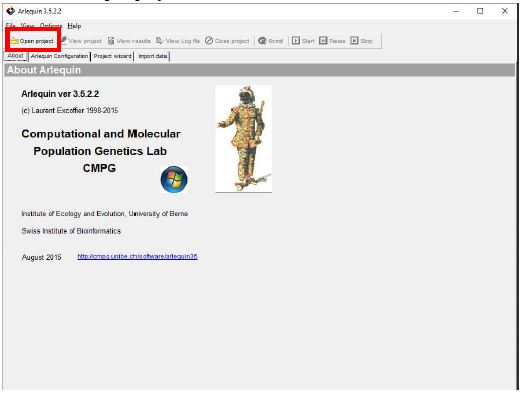 Arlequin 3.5.2.2
File View Options Help
Open project View project View results View Log file Close project Rcmd Start Pause Stop
About Arlequin Configuration Project wizard Import data
About Arlequin
Arlequin ver 3.5.2.2
(c) Laurent Excoffier 1998-2015
Computational and Molecular
Population Genetics Lab
CMPG
Institute of Ecology and Evolution, University of Berne
Swiss Institute of Bioinformatics
August 2015 http://cmpg.unibe.ch/software/arlequin35